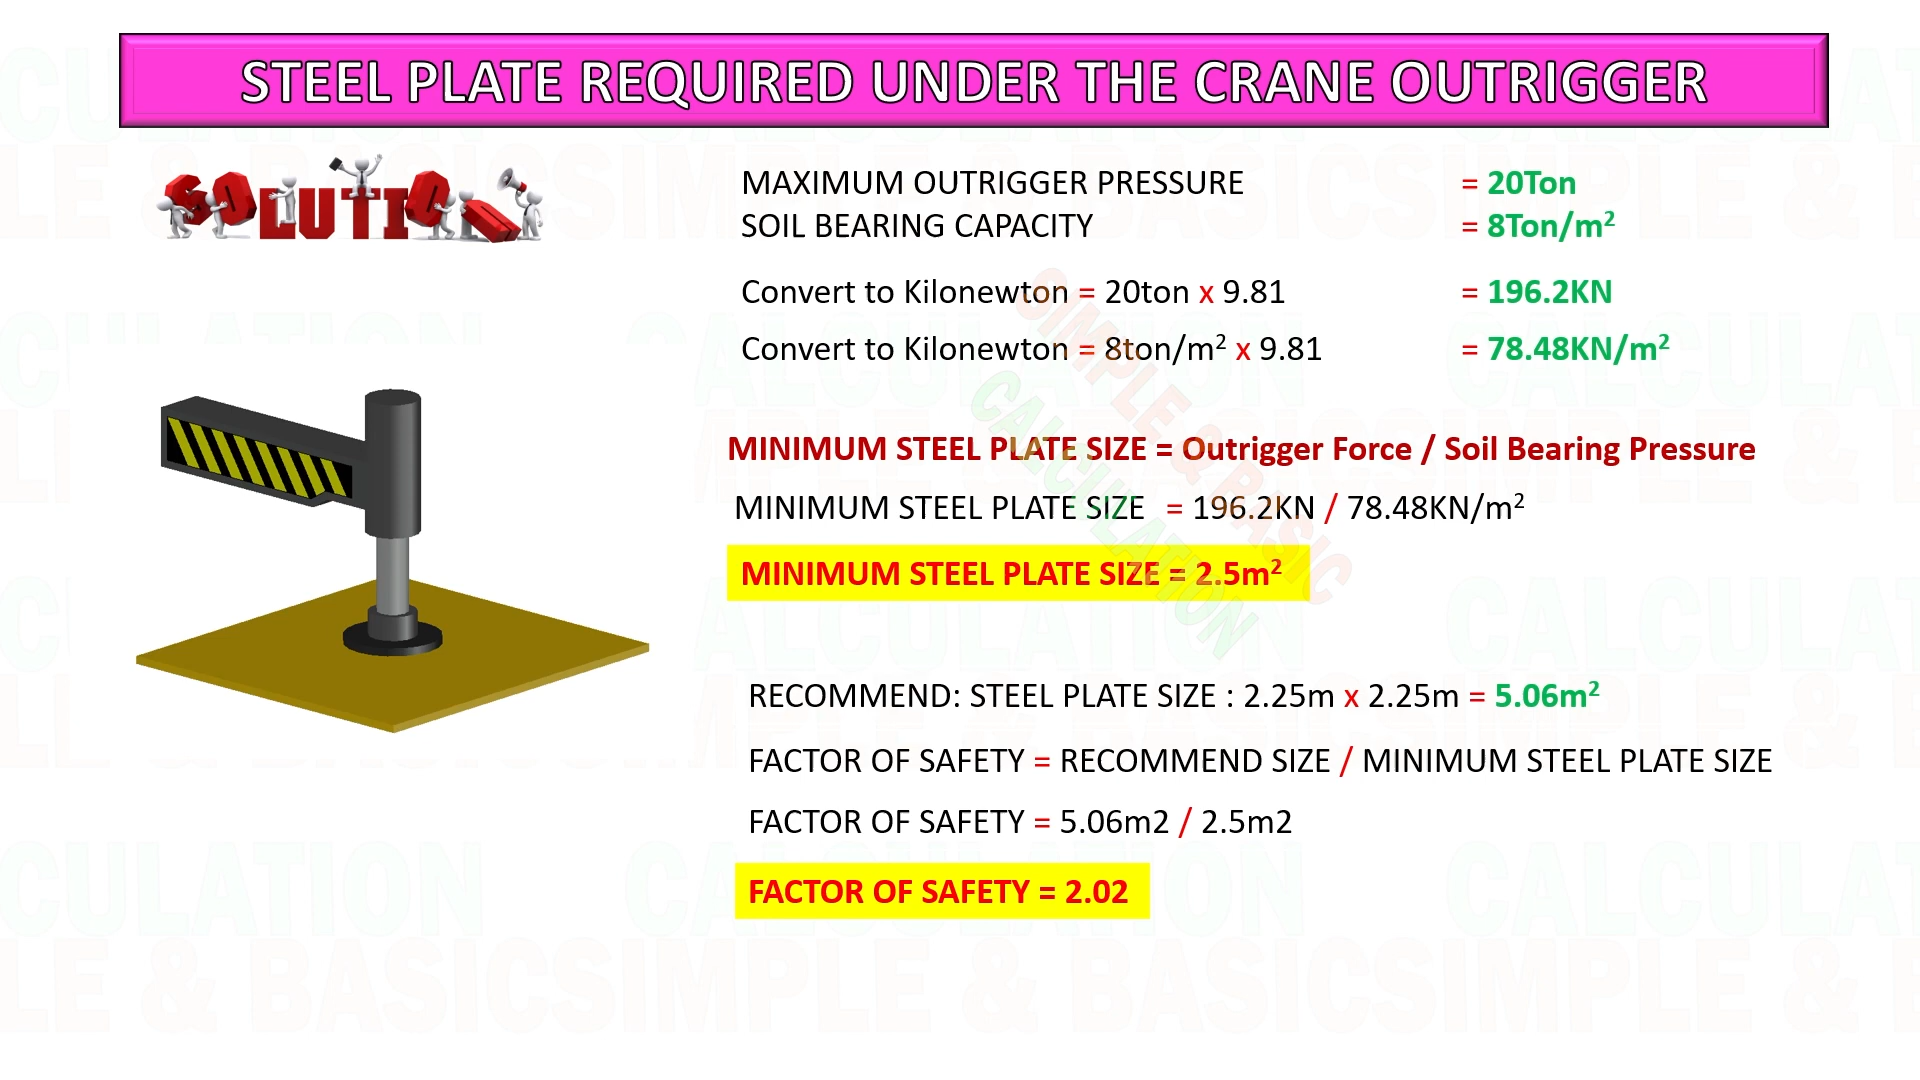 STEEL PLATE REQUIRED UNDER THE CRANE OUTRIGGER
SOLUTION
MAXIMUM OUTRIGGER PRESSURE = 20Ton
SOIL BEARING CAPACITY = 8Ton/m²
Convert to Kilonewton = 20ton x 9.81 = 196.2KN
Convert to Kilonewton = 8ton/m² x 9.81 = 78.48KN/m²
MINIMUM STEEL PLATE SIZE = Outrigger Force / Soil Bearing Pressure
MINIMUM STEEL PLATE SIZE = 196.2KN / 78.48KN/m²
MINIMUM STEEL PLATE SIZE = 2.5m²
RECOMMEND: STEEL PLATE SIZE : 2.25m x 2.25m = 5.06m²
FACTOR OF SAFETY = RECOMMEND SIZE / MINIMUM STEEL PLATE SIZE
FACTOR OF SAFETY = 5.06m2 / 2.5m2
FACTOR OF SAFETY = 2.02
SIMPLE & BASIC
CALCULATION